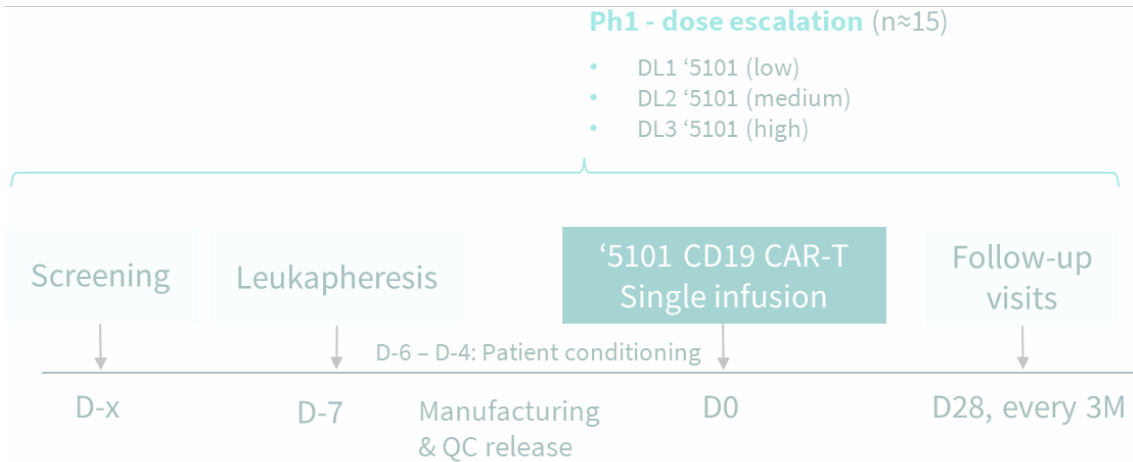 Ph1 - dose escalation (n≈15)
• DL1 ‘5101 (low)
• DL2 ‘5101 (medium)
• DL3 ‘5101 (high)
Screening
Leukapheresis
‘5101 CD19 CAR-T
Single infusion
Follow-up
visits
D-6 – D-4: Patient conditioning
D-x
D-7
Manufacturing
& QC release
D0
D28, every 3M